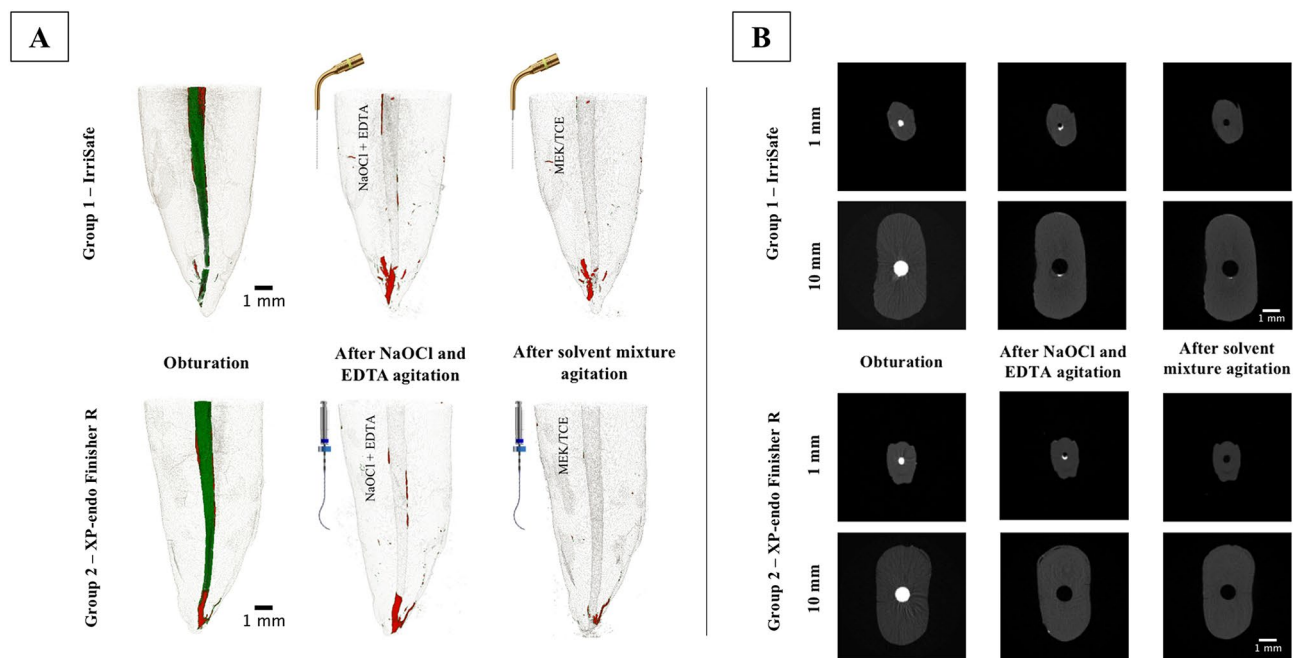 A
Group 1 – IrriSafe
NaOCl + EDTA
MEK/TCE
1 mm
Obturation
After NaOCl and
EDTA agitation
After solvent mixture
agitation
Group 2 – XP-endo Finisher R
NaOCl + EDTA
MEK/TCE
1 mm
B
Group 1 – IrriSafe
1 mm
10 mm
1 mm
Obturation
After NaOCl and
EDTA agitation
After solvent
mixture agitation
Group 2 – XP-endo Finisher R
1 mm
10 mm
1 mm